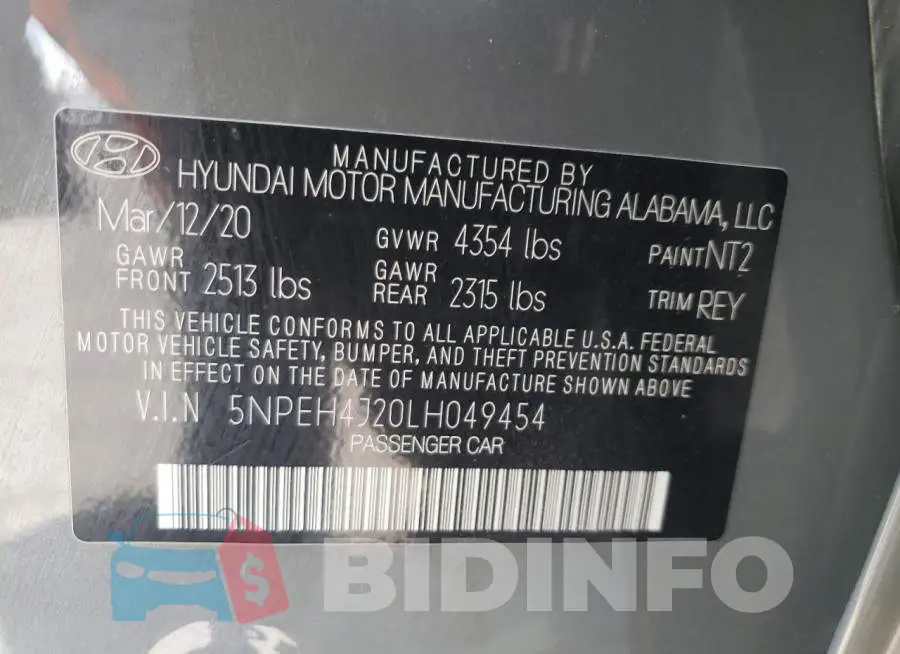 MANUFACTURED BY
HYUNDAI MOTOR MANUFACTURING ALABAMA, LLC
Mar/12/20 GVWR 4354 lbs PAINT NT2
GAWR FRONT 2513 lbs GAWR REAR 2315 lbs TRIM REY
THIS VEHICLE CONFORMS TO ALL APPLICABLE U.S.A. FEDERAL
MOTOR VEHICLE SAFETY, BUMPER, AND THEFT PREVENTION STANDARDS
IN EFFECT ON THE DATE OF MANUFACTURE SHOWN ABOVE
V.I.N 5NPEH4J20LH049454
PASSENGER CAR
$ BIDINFO